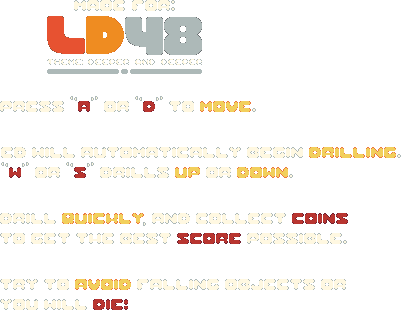 MADE FOR:
LD48
THEME: DEEPER AND DEEPER
PRESS "A" OR "D" TO MOVE.
ED WILL AUTOMATICALLY BEGIN DRILLING.
"W" OR "S" DRILLS UP OR DOWN.
DRILL QUICKLY, AND COLLECT COINS
TO GET THE BEST SCORE POSSIBLE.
TRY TO AVOID FALLING OBJECTS OR
YOU WILL DIE!